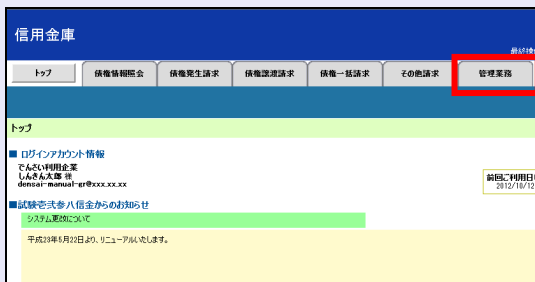 信用金庫
最終操
トップ 債権情報照会 債権発生請求 債権譲渡請求 債権一括請求 その他請求 管理業務
トップ
■ ログインアカウント情報
でんさい利用企業
しんきん太郎 様
densai-manual-gr@xxx.xx.xx
前回ご利用日
2012/10/12
■試験壱弐参八信金からのお知らせ
システム更改について
平成23年5月22日より、リニューアルいたします。